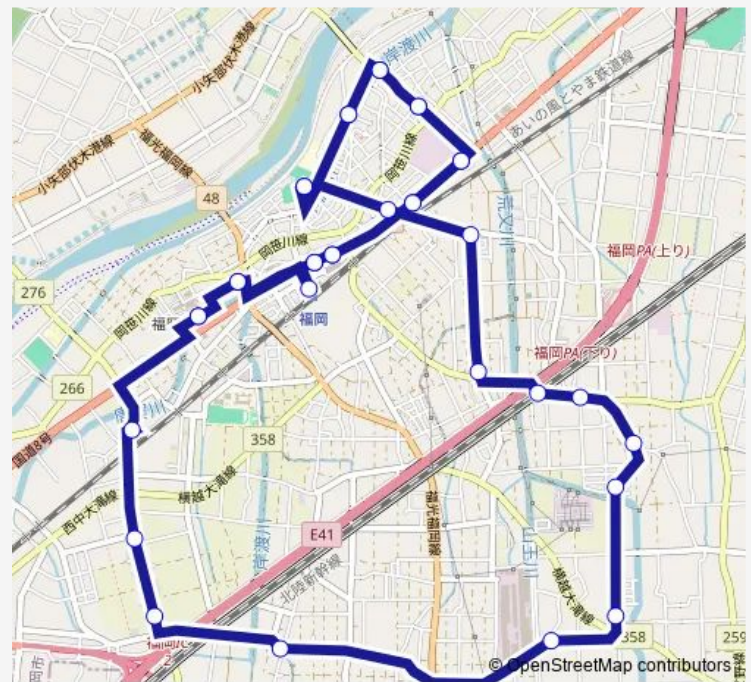 岸渡川
小矢部伏木港線
あいの風とやま鉄道線
福光福岡線
岡笹川線
小矢部伏木港線
48
荒又川
岡笹川線
福岡PA(上り)
276
岡笹川線
福岡
福岡PA(下り)
266
国道8号
358
横越大滝線
西中大滝線
福光福岡線
E41
岸渡川
北陸新幹線
横越大滝線
358
259
© OpenStreetMap contributors